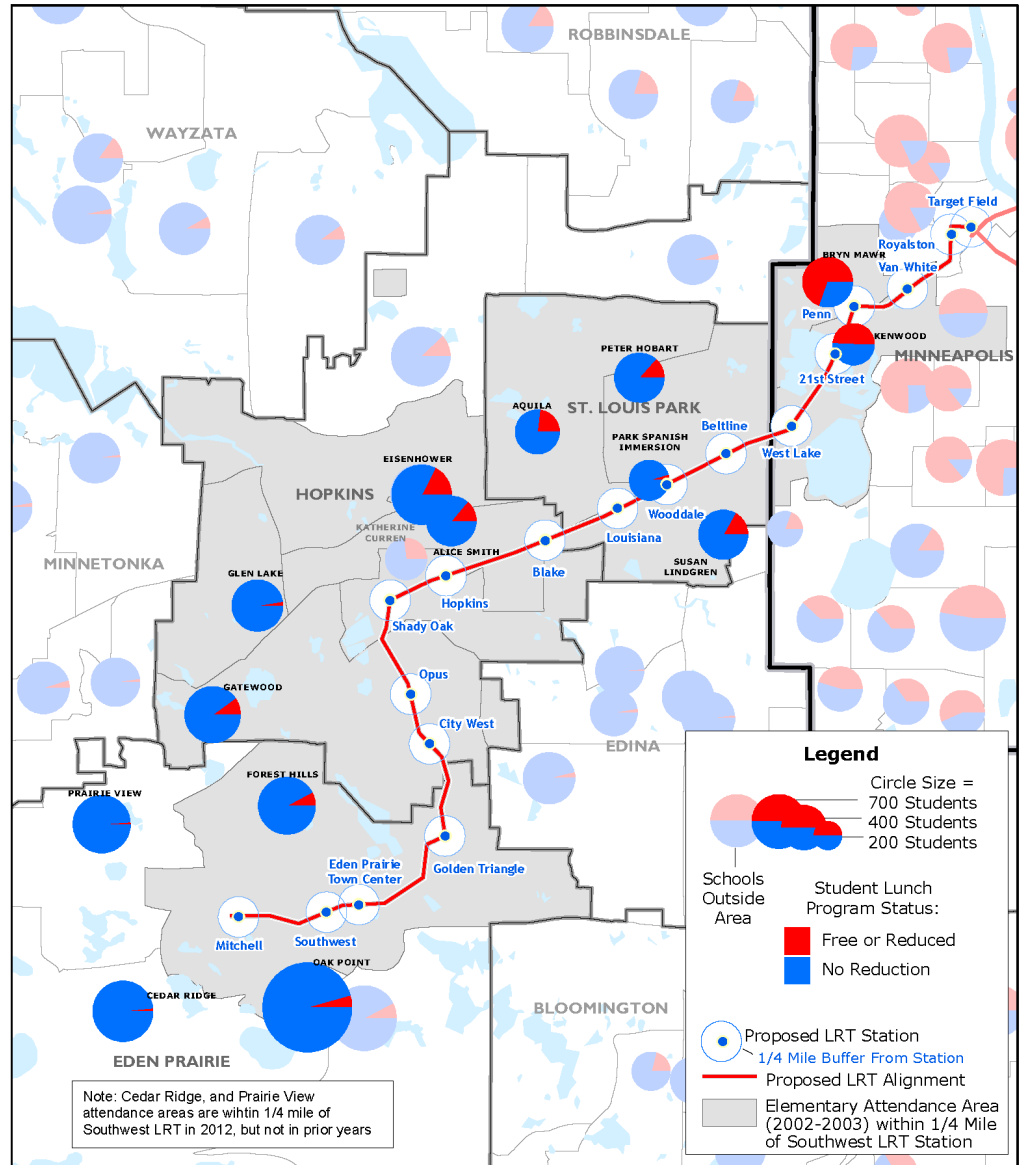 ROBBINSDALE
WAYZATA
Target Field
Royalston
BRYN MAWR
Van White
Penn
KENWOOD
MINNEAPOLIS
PETER HOBART
21st Street
AQUILA
ST. LOUIS PARK
Beltline
PARK SPANISH
IMMERSION
West Lake
EISENHOWER
HOPKINS
Wooddale
KATHERINE
CURREN
Louisiana
ALICE SMITH
MINNETONKA
SUSAN
LINDGREN
GLEN LAKE
Blake
Hopkins
Shady Oak
Opus
GATEWOOD
City West
EDINA
FOREST HILLS
PRAIRIE VIEW
Eden Prairie
Town Center
Golden Triangle
Mitchell
Southwest
OAK POINT
CEDAR RIDGE
BLOOMINGTON
EDEN PRAIRIE
Note: Cedar Ridge, and Prairie View
attendance areas are wihtin 1/4 mile of
Southwest LRT in 2012, but not in prior years
Legend
Circle Size =
700 Students
400 Students
200 Students
Schools
Outside
Area
Student Lunch
Program Status:
Free or Reduced
No Reduction
Proposed LRT Station
1/4 Mile Buffer From Station
Proposed LRT Alignment
Elementary Attendance Area
(2002-2003) within 1/4 Mile
of Southwest LRT Station